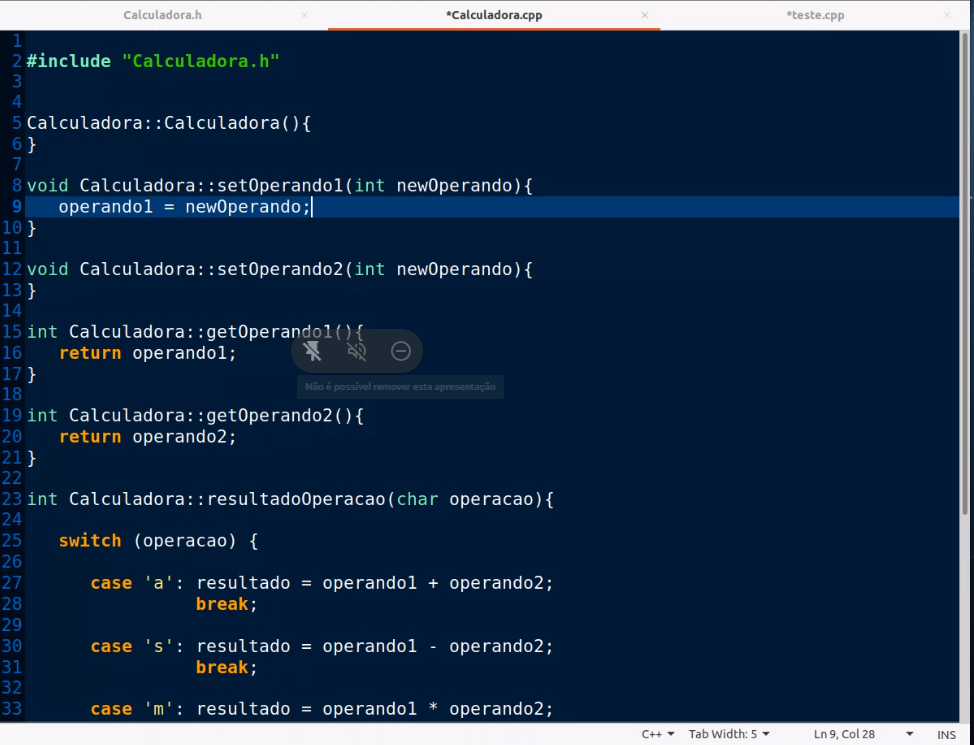 Calculadora.h × *Calculadora.cpp × *teste.cpp ×
1
2 #include "Calculadora.h"
3
4
5 Calculadora::Calculadora(){
6 }
7
8 void Calculadora::setOperando1(int newOperando){
9    operando1 = newOperando;
10 }
11
12 void Calculadora::setOperando2(int newOperando){
13 }
14
15 int Calculadora::getOperando1(){
16    return operando1;
Não é possível remover esta apresentação
17 }
18
19 int Calculadora::getOperando2(){
20    return operando2;
21 }
22
23 int Calculadora::resultadoOperacao(char operacao){
24
25    switch (operacao) {
26
27       case 'a': resultado = operando1 + operando2;
28                 break;
29
30       case 's': resultado = operando1 - operando2;
31                 break;
32
33       case 'm': resultado = operando1 * operando2;
C++ Tab Width: 5 Ln 9, Col 28 INS